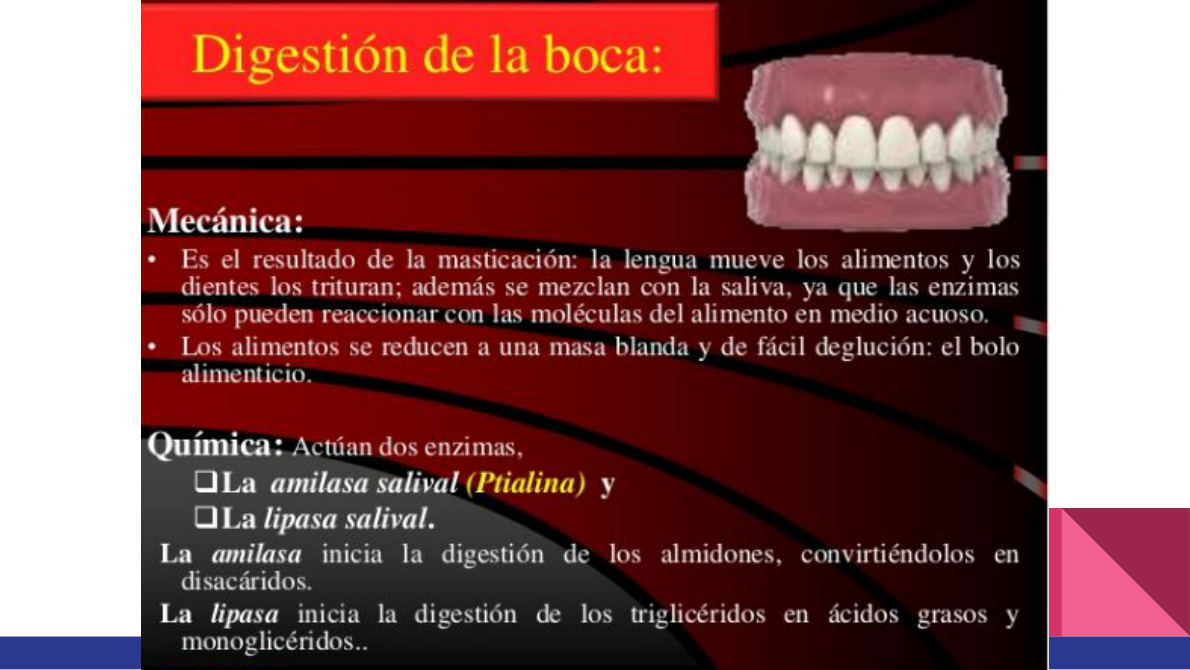 Digestión de la boca:
Mecánica:
• Es el resultado de la masticación: la lengua mueve los alimentos y los
dientes los trituran; además se mezclan con la saliva, ya que las enzimas
sólo pueden reaccionar con las moléculas del alimento en medio acuoso.
• Los alimentos se reducen a una masa blanda y de fácil deglución: el bolo
alimenticio.
Química: Actúan dos enzimas,
❑La amilasa salival (Ptialina) y
❑La lipasa salival.
La amilasa inicia la digestión de los almidones, convirtiéndolos en
disacáridos.
La lipasa inicia la digestión de los triglicéridos en ácidos grasos y
monoglicéridos..